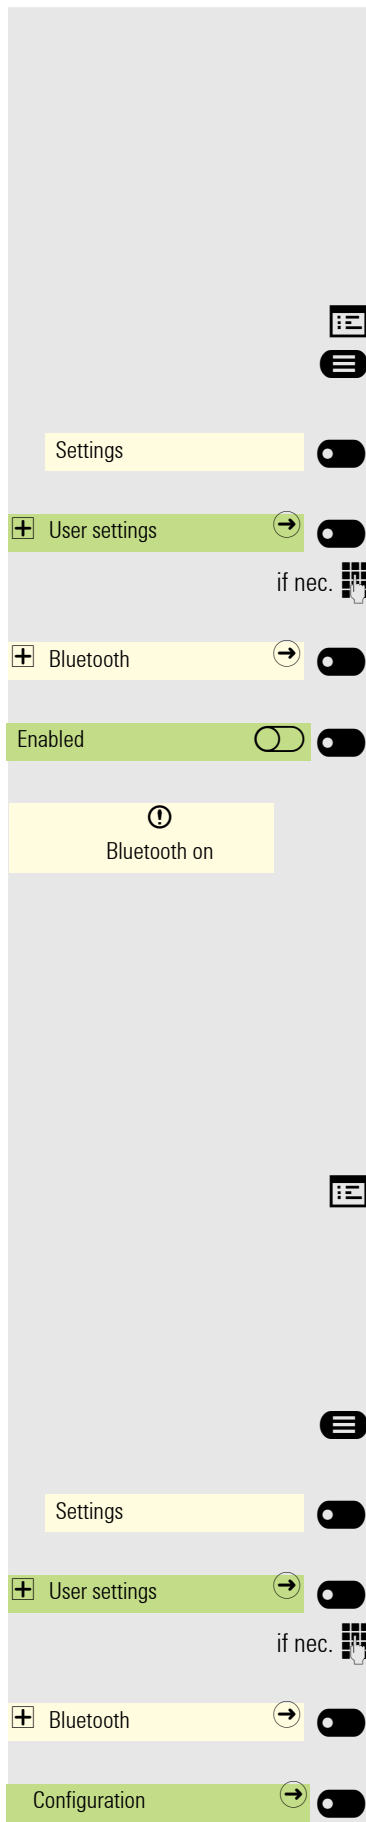 Settings
User settings
if nec.
Bluetooth
Enabled
Bluetooth on
Settings
User settings
if nec.
Bluetooth
Configuration